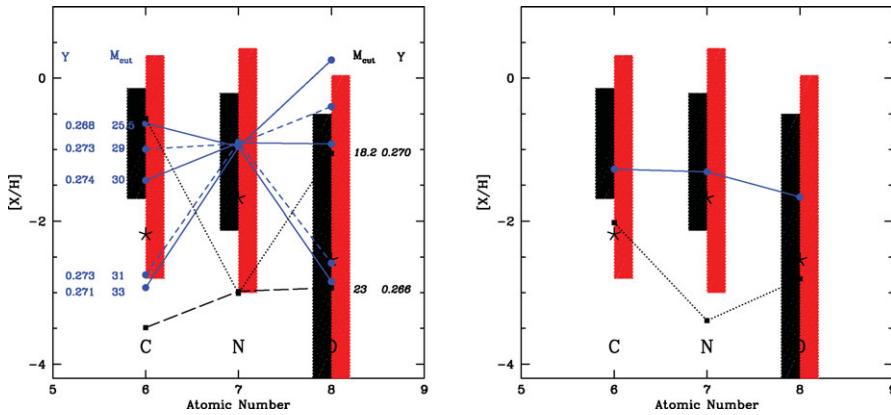 Y M_cut M_cut Y
0
0.268 25.5
0.273 29 18.2 0.270
0.274 30
[X/H]
-2
0.273 31
0.271 33 23 0.266
C N O
-4
5 6 7 8 9
Atomic Number
0
[X/H]
-2
C N O
-4
5 6 7 8 9
Atomic Number